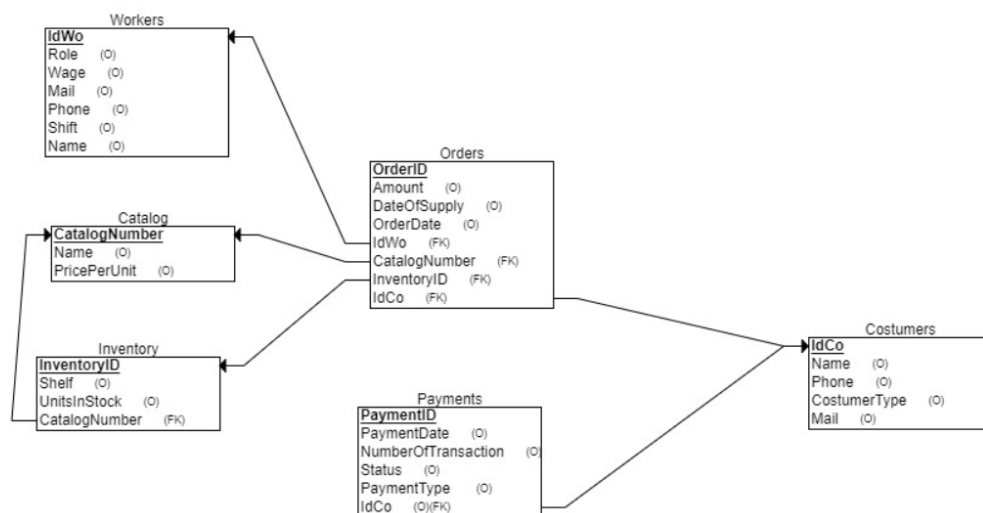 Workers
IdWo
Role (O)
Wage (O)
Mail (O)
Phone (O)
Shift (O)
Name (O)
Orders
OrderID
Amount (O)
DateOfSupply (O)
OrderDate (O)
IdWo (FK)
CatalogNumber (FK)
InventoryID (FK)
IdCo (FK)
Catalog
CatalogNumber
Name (O)
PricePerUnit (O)
Inventory
InventoryID
Shelf (O)
UnitsInStock (O)
CatalogNumber (FK)
Costumers
IdCo
Name (O)
Phone (O)
CostumerType (O)
Mail (O)
Payments
PaymentID
PaymentDate (O)
NumberOfTransaction (O)
Status (O)
PaymentType (O)
IdCo (O)(FK)